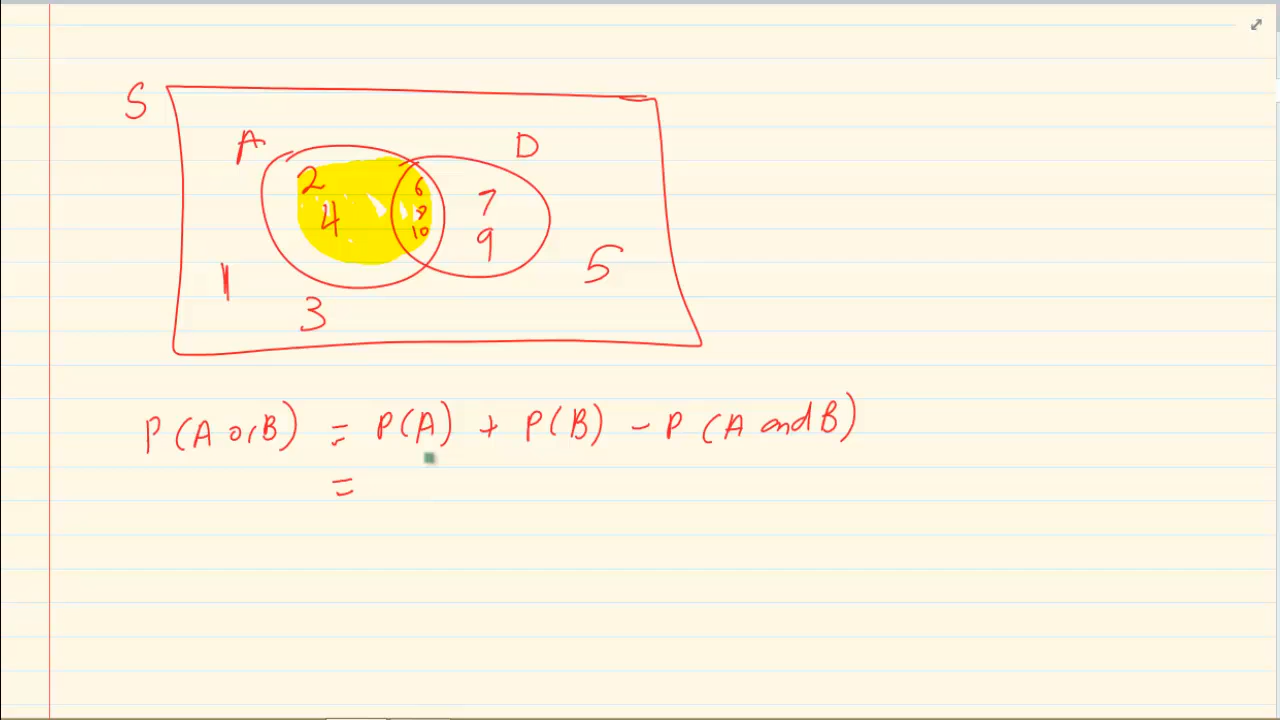 S
A D
2 6 7
4 8
10 9
1 5
3
P(A or B) = P(A) + P(B) - P(A and B)
=